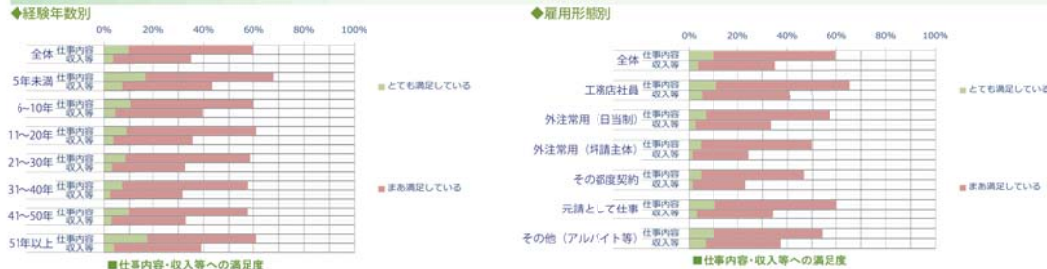 ◆経験年数別
0% 20% 40% 60% 80% 100%
全体 仕事内容
収入等
5年未満 仕事内容
収入等
6~10年 仕事内容
収入等
11~20年 仕事内容
収入等
21~30年 仕事内容
収入等
31~40年 仕事内容
収入等
41~50年 仕事内容
収入等
51年以上 仕事内容
収入等
とても満足している
まあ満足している
■仕事内容・収入等への満足度
◆雇用形態別
0% 20% 40% 60% 80% 100%
全体 仕事内容
収入等
工務店社員 仕事内容
収入等
外注常用(日当制) 仕事内容
収入等
外注常用(坪請主体) 仕事内容
収入等
その都度契約 仕事内容
収入等
元請として仕事 仕事内容
収入等
その他(アルバイト等) 仕事内容
収入等
とても満足している
まあ満足している
■仕事内容・収入等への満足度